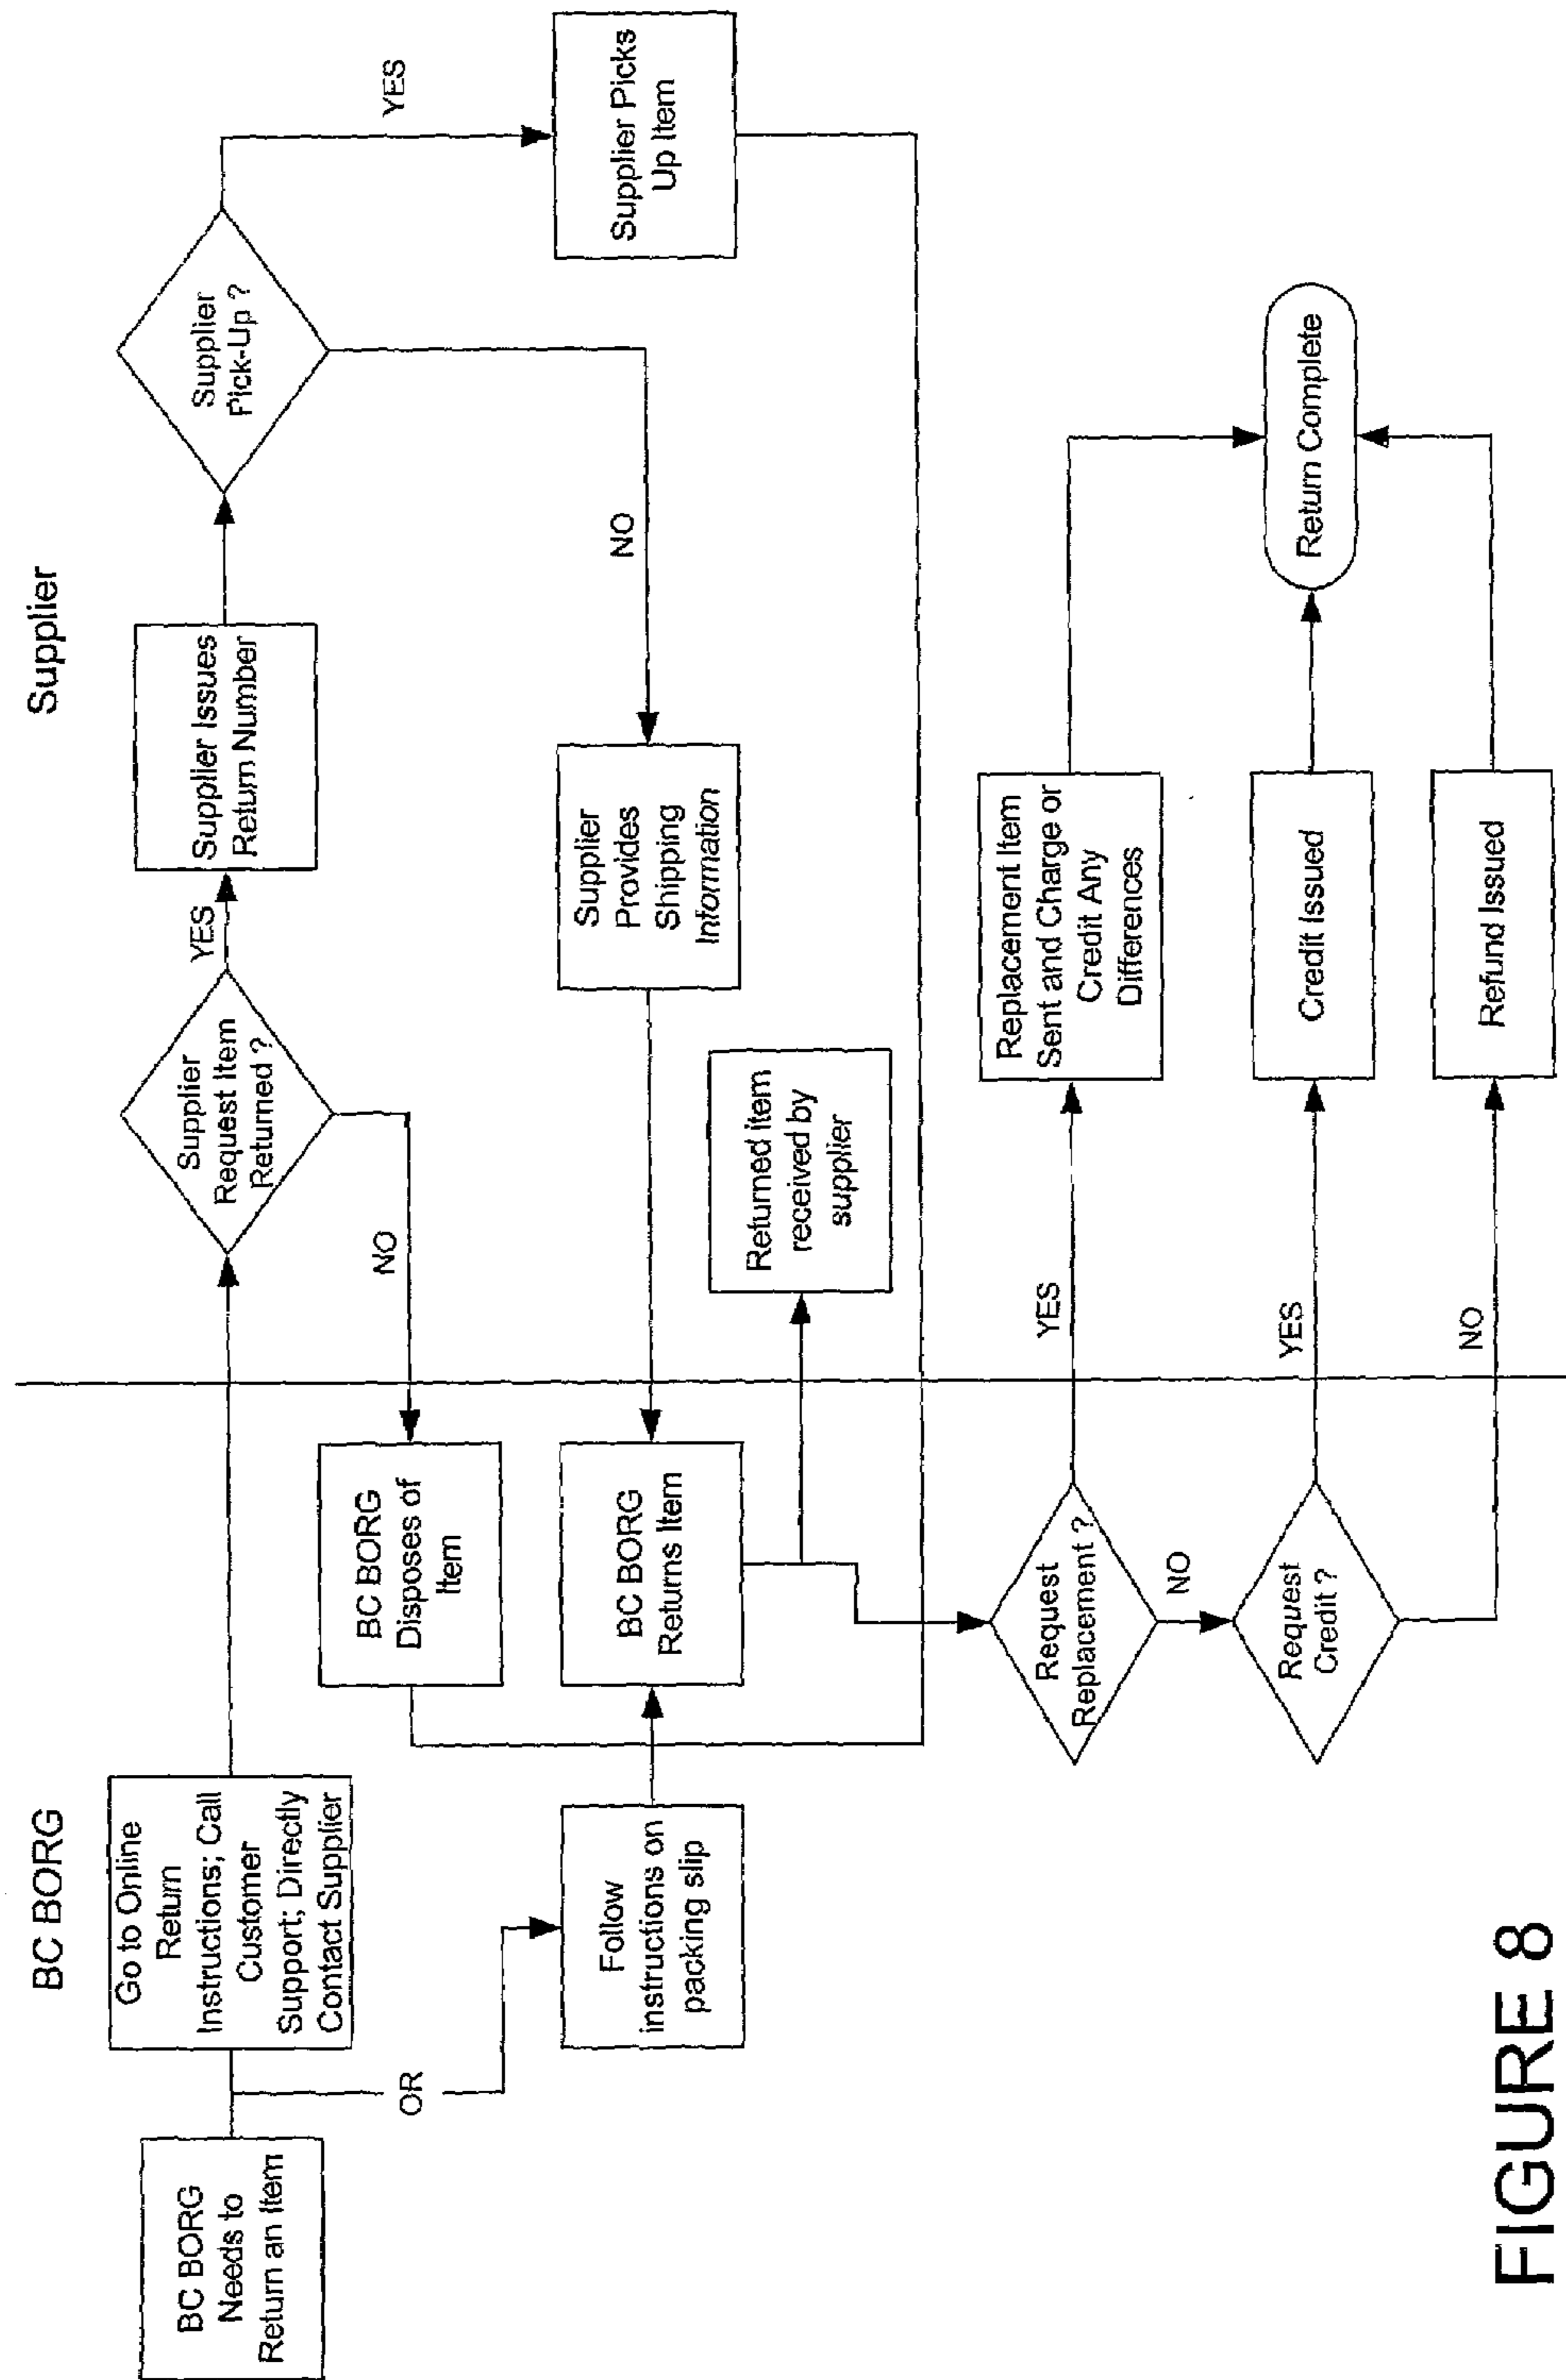 BC BORG
Supplier
BC BORG
Needs to
Return an Item
Go to Online
Return
Instructions; Call
Customer
Support; Directly
Contact Supplier
Supplier
Request Item
Returned ?
YES
Supplier Issues
Return Number
Supplier
Pick-Up ?
YES
NO
BC BORG
Disposes of
Item
OR
Follow
instructions on
packing slip
BC BORG
Returns Item
Supplier
Provides
Shipping
Information
NO
Supplier Picks
Up Item
Returned item
received by
supplier
Request
Replacement ?
YES
Replacement Item
Sent and Charge or
Credit Any
Differences
NO
Request
Credit ?
YES
Credit Issued
Return Complete
NO
Refund Issued
FIGURE 8